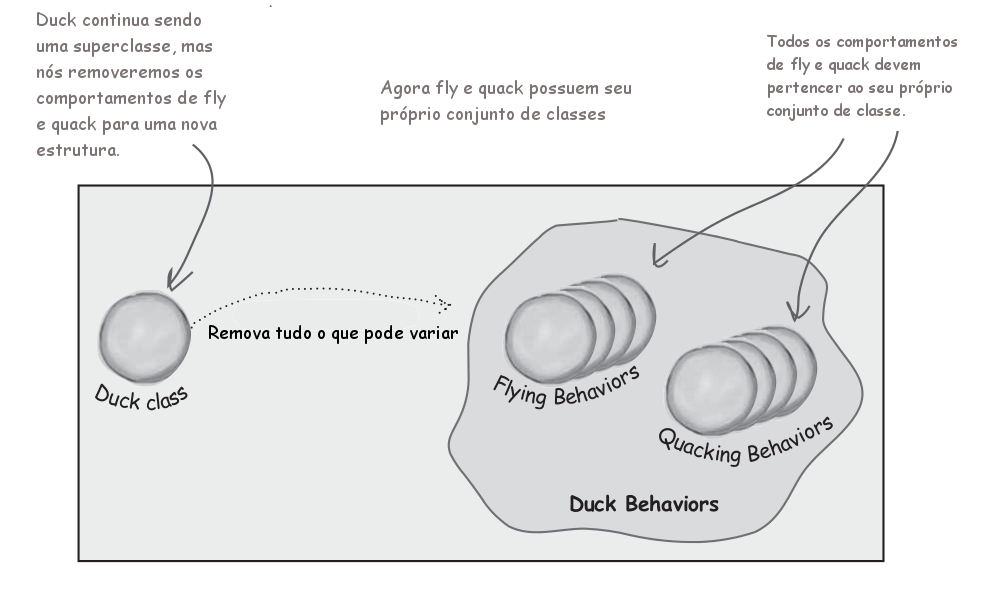 Duck continua sendo
uma superclasse, mas
nós removeremos os
comportamentos de fly
e quack para uma nova
estrutura.
Agora fly e quack possuem seu
próprio conjunto de classes
Todos os comportamentos
de fly e quack devem
pertencer ao seu próprio
conjunto de classe.
Remova tudo o que pode variar
Duck class
Flying Behaviors
Quacking Behaviors
Duck Behaviors